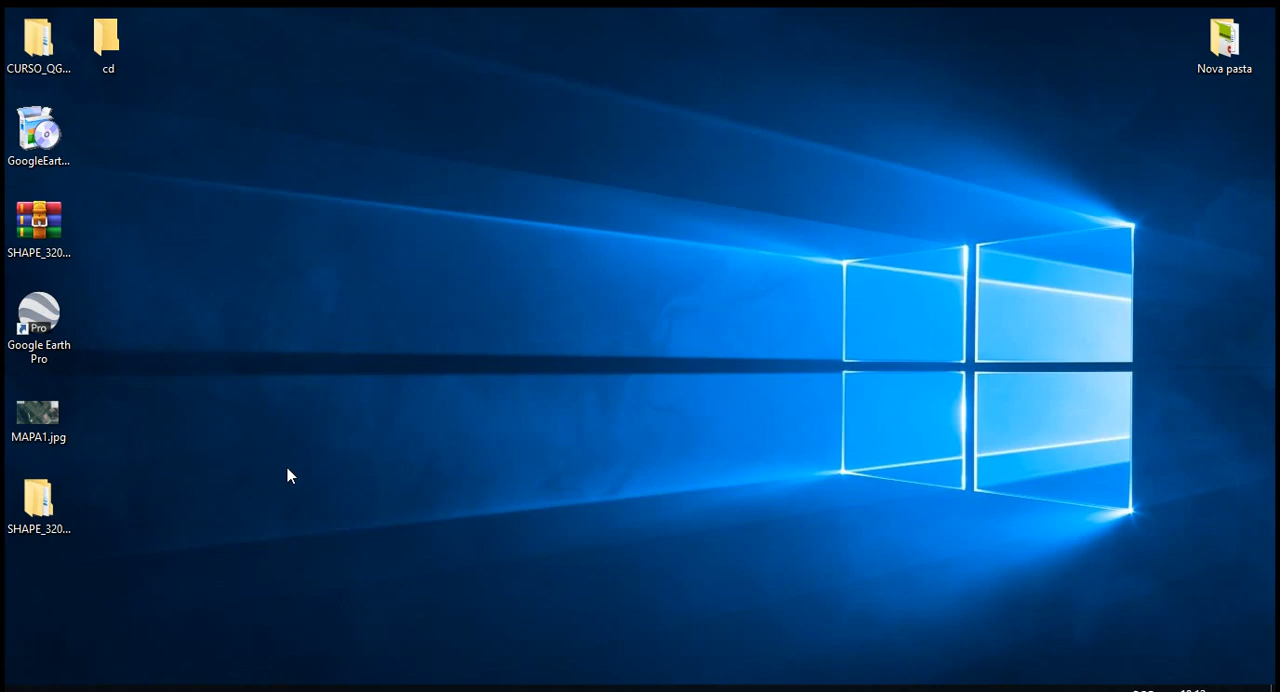 CURSO_QG...
cd
Nova pasta
GoogleEart...
SHAPE_320...
Pro
Google Earth
Pro
MAPA1.jpg
SHAPE_320...